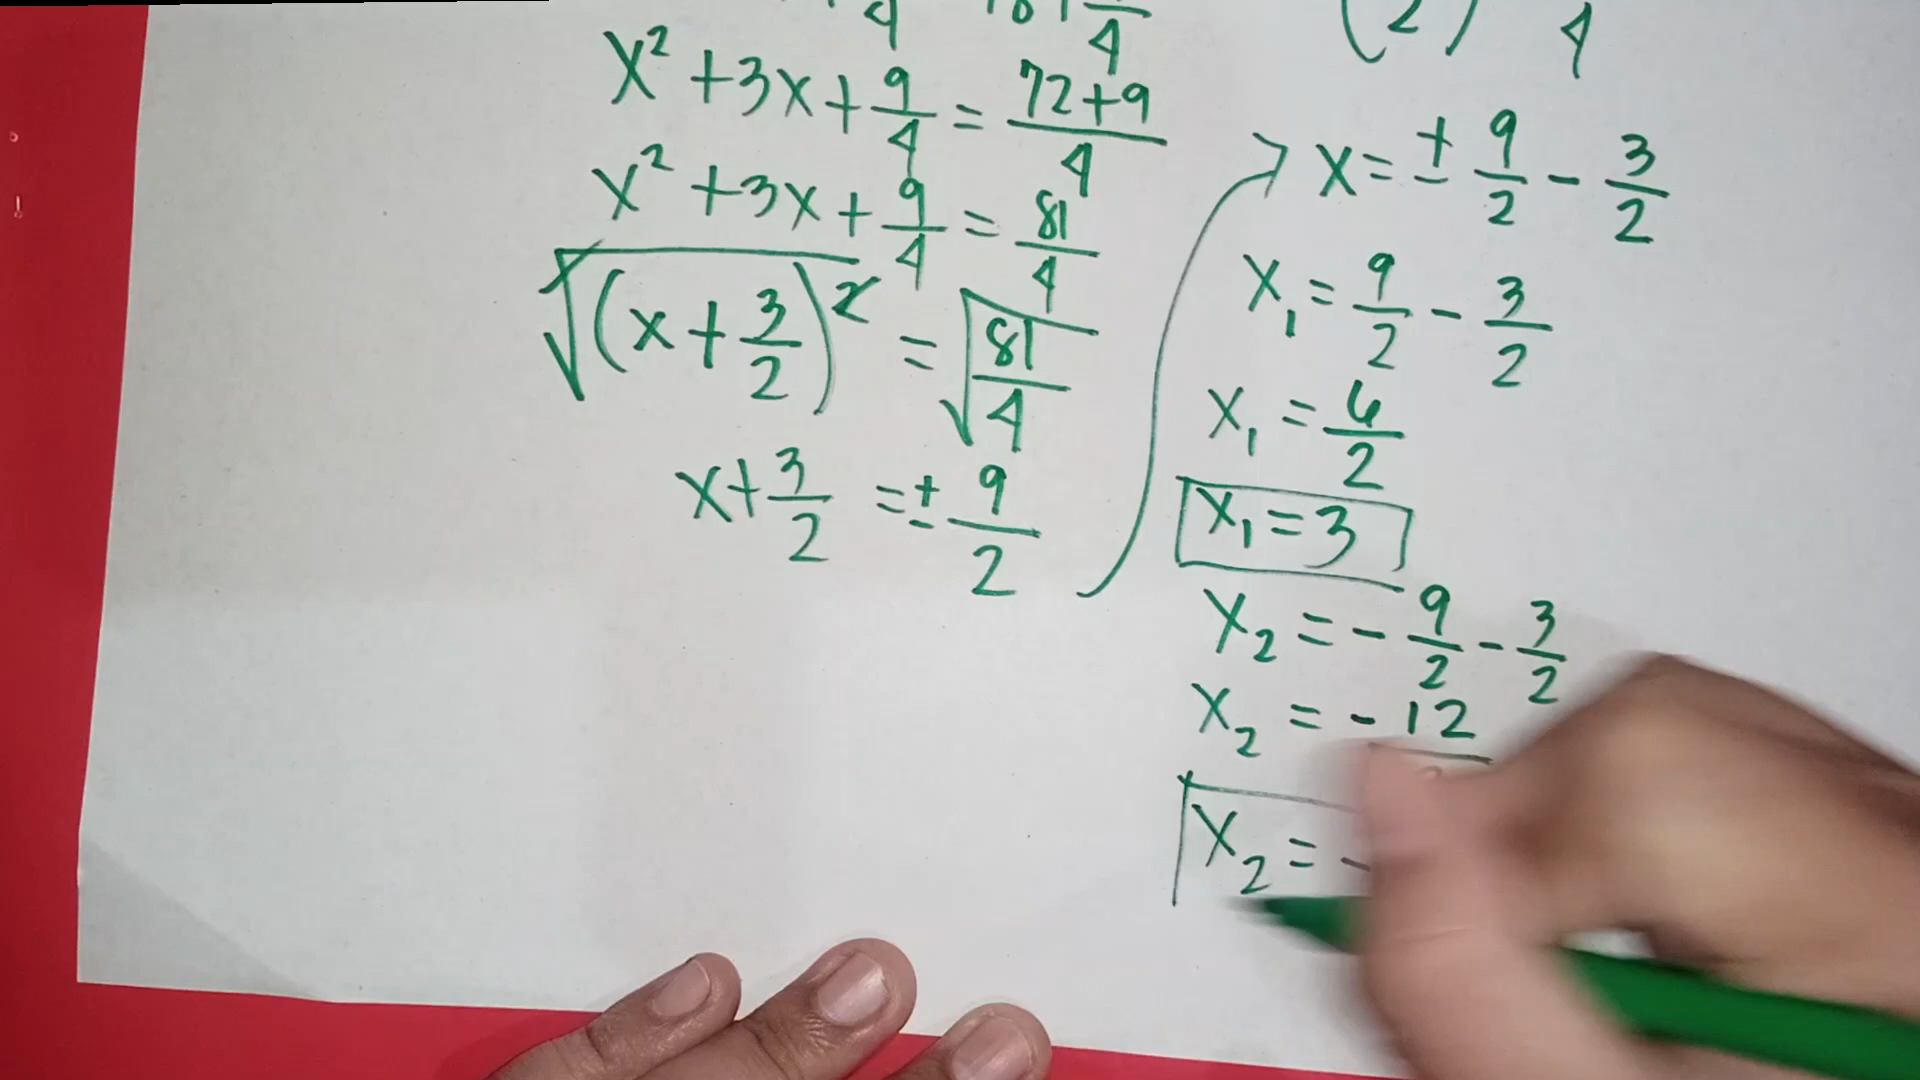 x² + 3x + 9/4 = (72+9)/4
x² + 3x + 9/4 = 81/4
√(x + 3/2)² = √(81/4)
x + 3/2 = ± 9/2
x = ± 9/2 - 3/2
x₁ = 9/2 - 3/2
x₁ = 6/2
x₁ = 3
x₂ = - 9/2 - 3/2
x₂ = - 12
x₂ = -